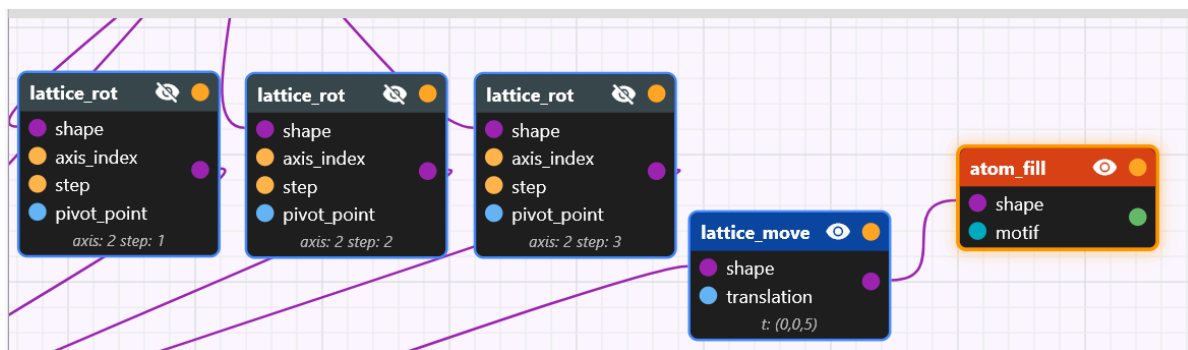 lattice_rot
shape
axis_index
step
pivot_point
axis: 2 step: 1
lattice_rot
shape
axis_index
step
pivot_point
axis: 2 step: 2
lattice_rot
shape
axis_index
step
pivot_point
axis: 2 step: 3
lattice_move
shape
translation
t: (0,0,5)
atom_fill
shape
motif